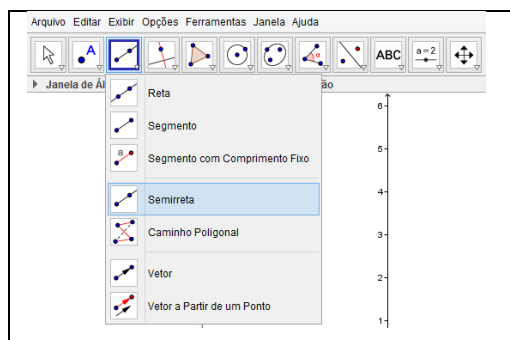 Arquivo Editar Exibir Opções Ferramentas Janela Ajuda
A α ABC a=2
Janela de Ál ão
Reta
Segmento
a Segmento com Comprimento Fixo
Semirreta
Caminho Poligonal
Vetor
Vetor a Partir de um Ponto
6
5
4
3
2
1